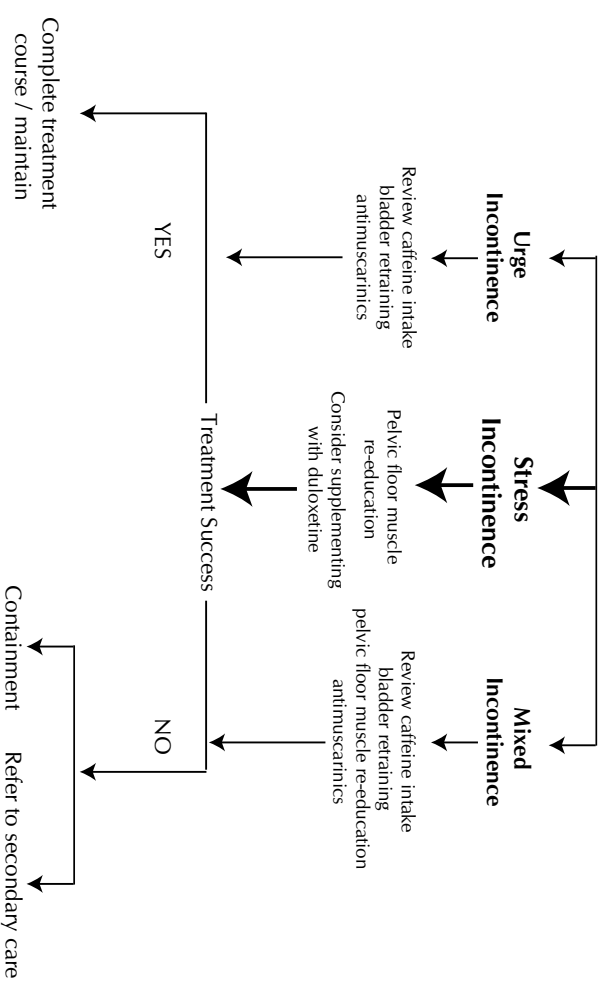 Urge
Incontinence
Review caffeine intake
bladder retraining
antimuscarinics
Stress
Incontinence
Pelvic floor muscle
re-education
Consider supplementing
with duloxetine
Mixed
Incontinence
Review caffeine intake
bladder retraining
pelvic floor muscle re-education
antimuscarinics
Treatment Success
YES
NO
Complete treatment
course / maintain
Containment
Refer to secondary care